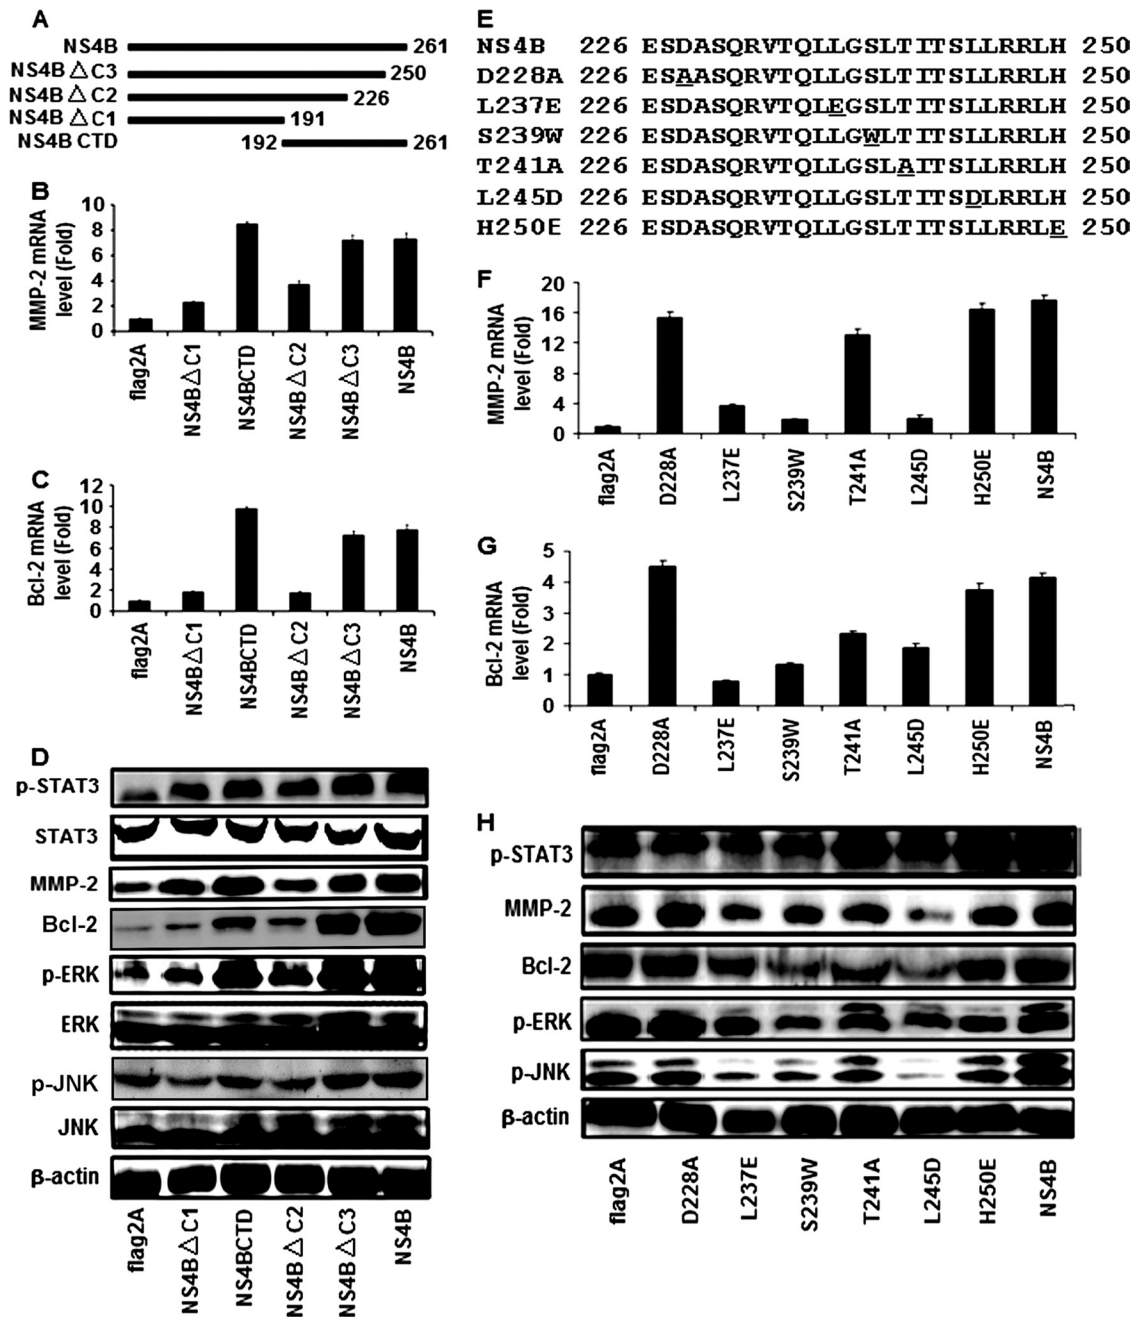 A
NS4B 261
NS4B △ C3 250
NS4B △ C2 226
NS4B △ C1 191
NS4B CTD 192 261
B
MMP-2 mRNA level (Fold)
10
8
6
4
2
0
flag2A
NS4B △ C1
NS4BCTD
NS4B △ C2
NS4B △ C3
NS4B
C
Bcl-2 mRNA level (Fold)
12
10
8
6
4
2
0
flag2A
NS4B △ C1
NS4BCTD
NS4B △ C2
NS4B △ C3
NS4B
D
p-STAT3
STAT3
MMP-2
Bcl-2
p-ERK
ERK
p-JNK
JNK
β-actin
flag2A
NS4B △ C1
NS4BCTD
NS4B △ C2
NS4B △ C3
NS4B
E
NS4B 226 ESDASQRVTQLLGSLTITSLLRRLH 250
D228A 226 ESAASQRVTQLLGSLTITSLLRRLH 250
L237E 226 ESDASQRVTQLEGSLTITSLLRRLH 250
S239W 226 ESDASQRVTQLLGWLTITSLLRRLH 250
T241A 226 ESDASQRVTQLLGSLAITSLLRRLH 250
L245D 226 ESDASQRVTQLLGSLTITSDLRRLH 250
H250E 226 ESDASQRVTQLLGSLTITSLLRRLE 250
F
MMP-2 mRNA level (Fold)
20
16
12
8
4
0
flag2A
D228A
L237E
S239W
T241A
L245D
H250E
NS4B
G
Bcl-2 mRNA level (Fold)
5
4
3
2
1
0
flag2A
D228A
L237E
S239W
T241A
L245D
H250E
NS4B
H
p-STAT3
MMP-2
Bcl-2
p-ERK
p-JNK
β-actin
flag2A
D228A
L237E
S239W
T241A
L245D
H250E
NS4B